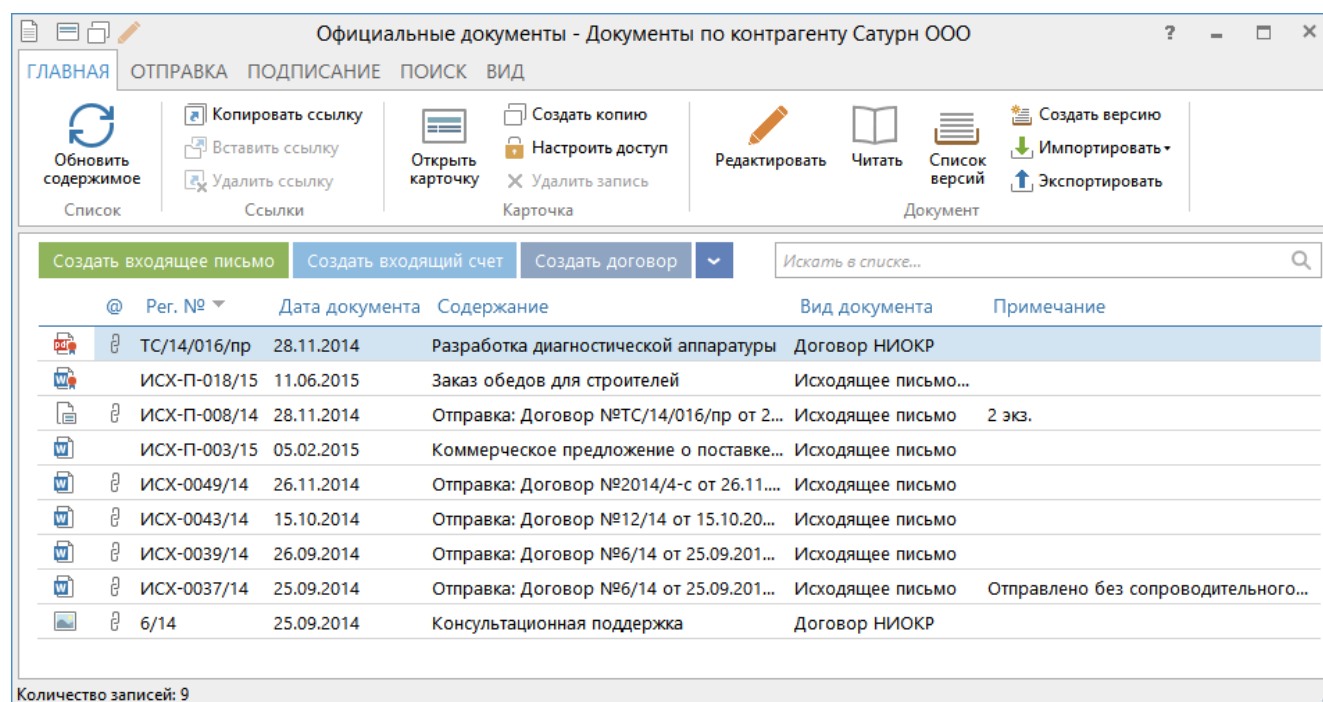 Официальные документы - Документы по контрагенту Сатурн ООО ?
ГЛАВНАЯ ОТПРАВКА ПОДПИСАНИЕ ПОИСК ВИД
Обновить содержимое
Список
Копировать ссылку
Вставить ссылку
Удалить ссылку
Ссылки
Открыть карточку
Создать копию
Настроить доступ
Удалить запись
Карточка
Редактировать
Читать
Список версий
Создать версию
Импортировать
Экспортировать
Документ
Создать входящее письмо Создать входящий счет Создать договор Искать в списке...
@ Рег. № Дата документа Содержание Вид документа Примечание
ТС/14/016/пр 28.11.2014 Разработка диагностической аппаратуры Договор НИОКР
ИСХ-П-018/15 11.06.2015 Заказ обедов для строителей Исходящее письмо...
ИСХ-П-008/14 28.11.2014 Отправка: Договор №ТС/14/016/пр от 2... Исходящее письмо 2 экз.
ИСХ-П-003/15 05.02.2015 Коммерческое предложение о поставке... Исходящее письмо
ИСХ-0049/14 26.11.2014 Отправка: Договор №2014/4-с от 26.11.... Исходящее письмо
ИСХ-0043/14 15.10.2014 Отправка: Договор №12/14 от 15.10.20... Исходящее письмо
ИСХ-0039/14 26.09.2014 Отправка: Договор №6/14 от 25.09.201... Исходящее письмо
ИСХ-0037/14 25.09.2014 Отправка: Договор №6/14 от 25.09.201... Исходящее письмо Отправлено без сопроводительного...
6/14 25.09.2014 Консультационная поддержка Договор НИОКР
Количество записей: 9